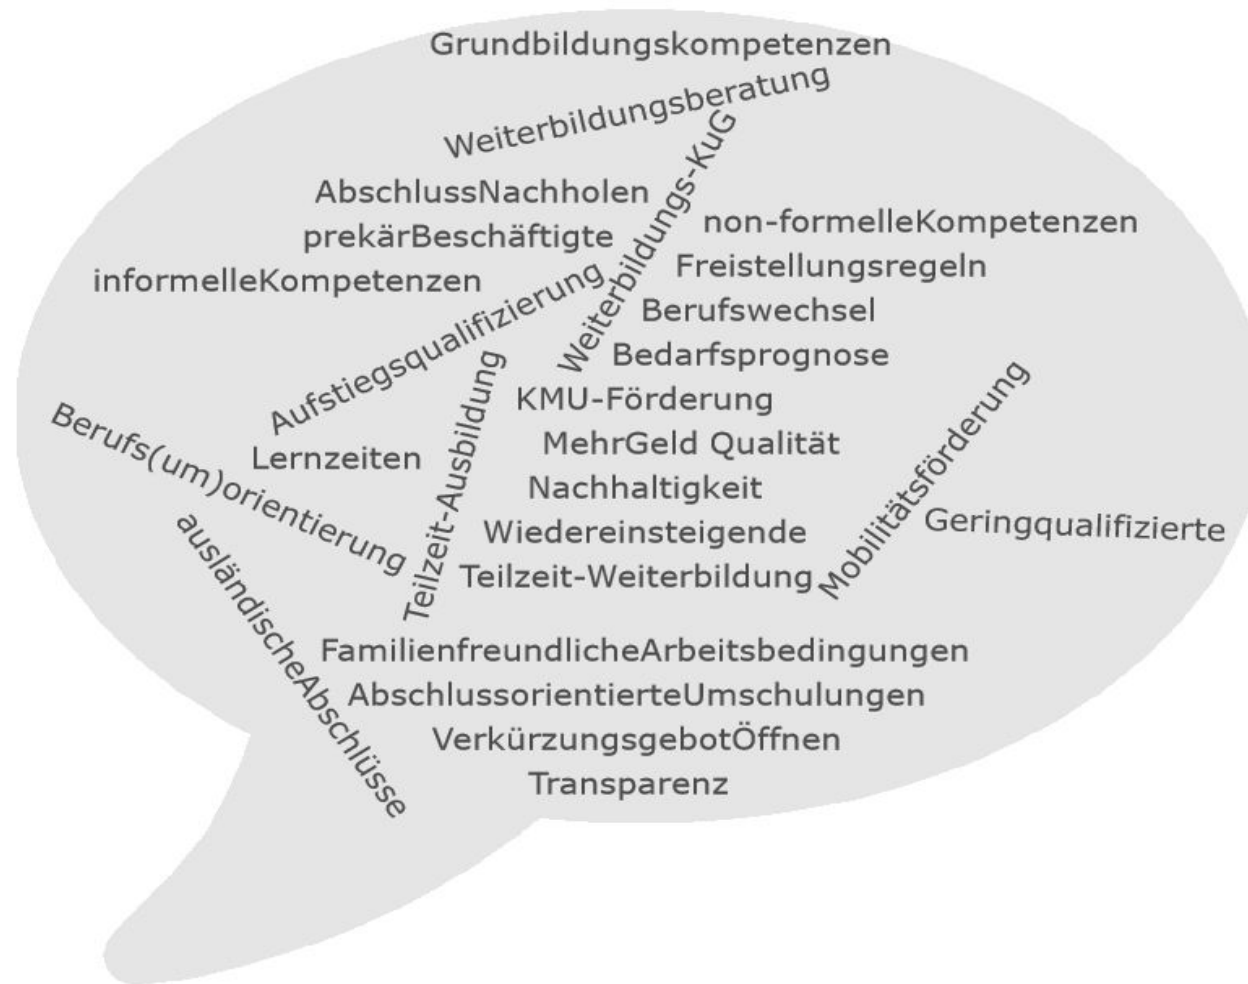 Grundbildungskompetenzen
Weiterbildungsberatung
Weiterbildungs-KuG
AbschlussNachholen
non-formelleKompetenzen
prekärBeschäftigte
Freistellungsregeln
informelleKompetenzen
Aufstiegsqualifizierung
Berufswechsel
Bedarfsprognose
Teilzeit-Ausbildung
KMU-Förderung
Mobilitätsförderung
Berufs(um)orientierung
Lernzeiten
MehrGeld Qualität
Nachhaltigkeit
ausländischeAbschlüsse
Wiedereinsteigende
Geringqualifizierte
Teilzeit-Weiterbildung
FamilienfreundlicheArbeitsbedingungen
AbschlussorientierteUmschulungen
VerkürzungsgebotÖffnen
Transparenz